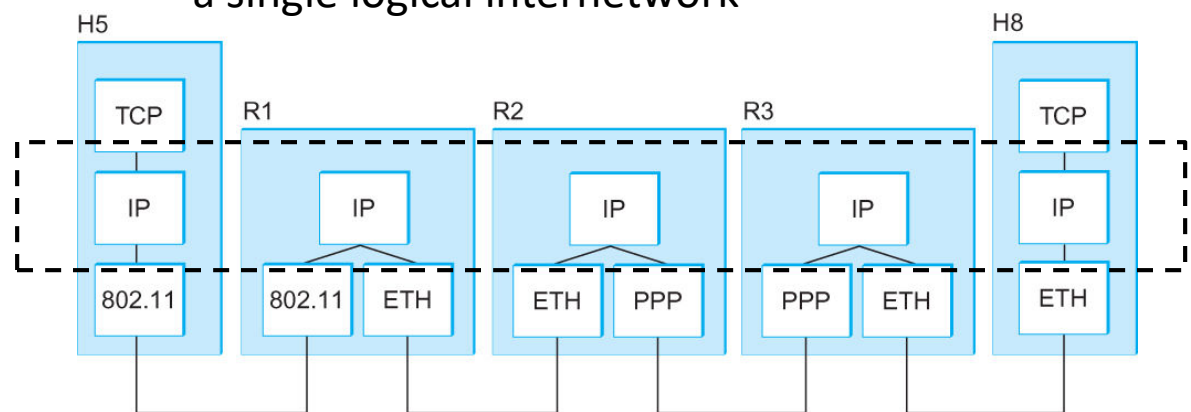 a single logical internetwork
H5
H8
TCP
R1
R2
R3
TCP
IP
IP
IP
IP
IP
802.11
802.11
ETH
ETH
PPP
PPP
ETH
ETH